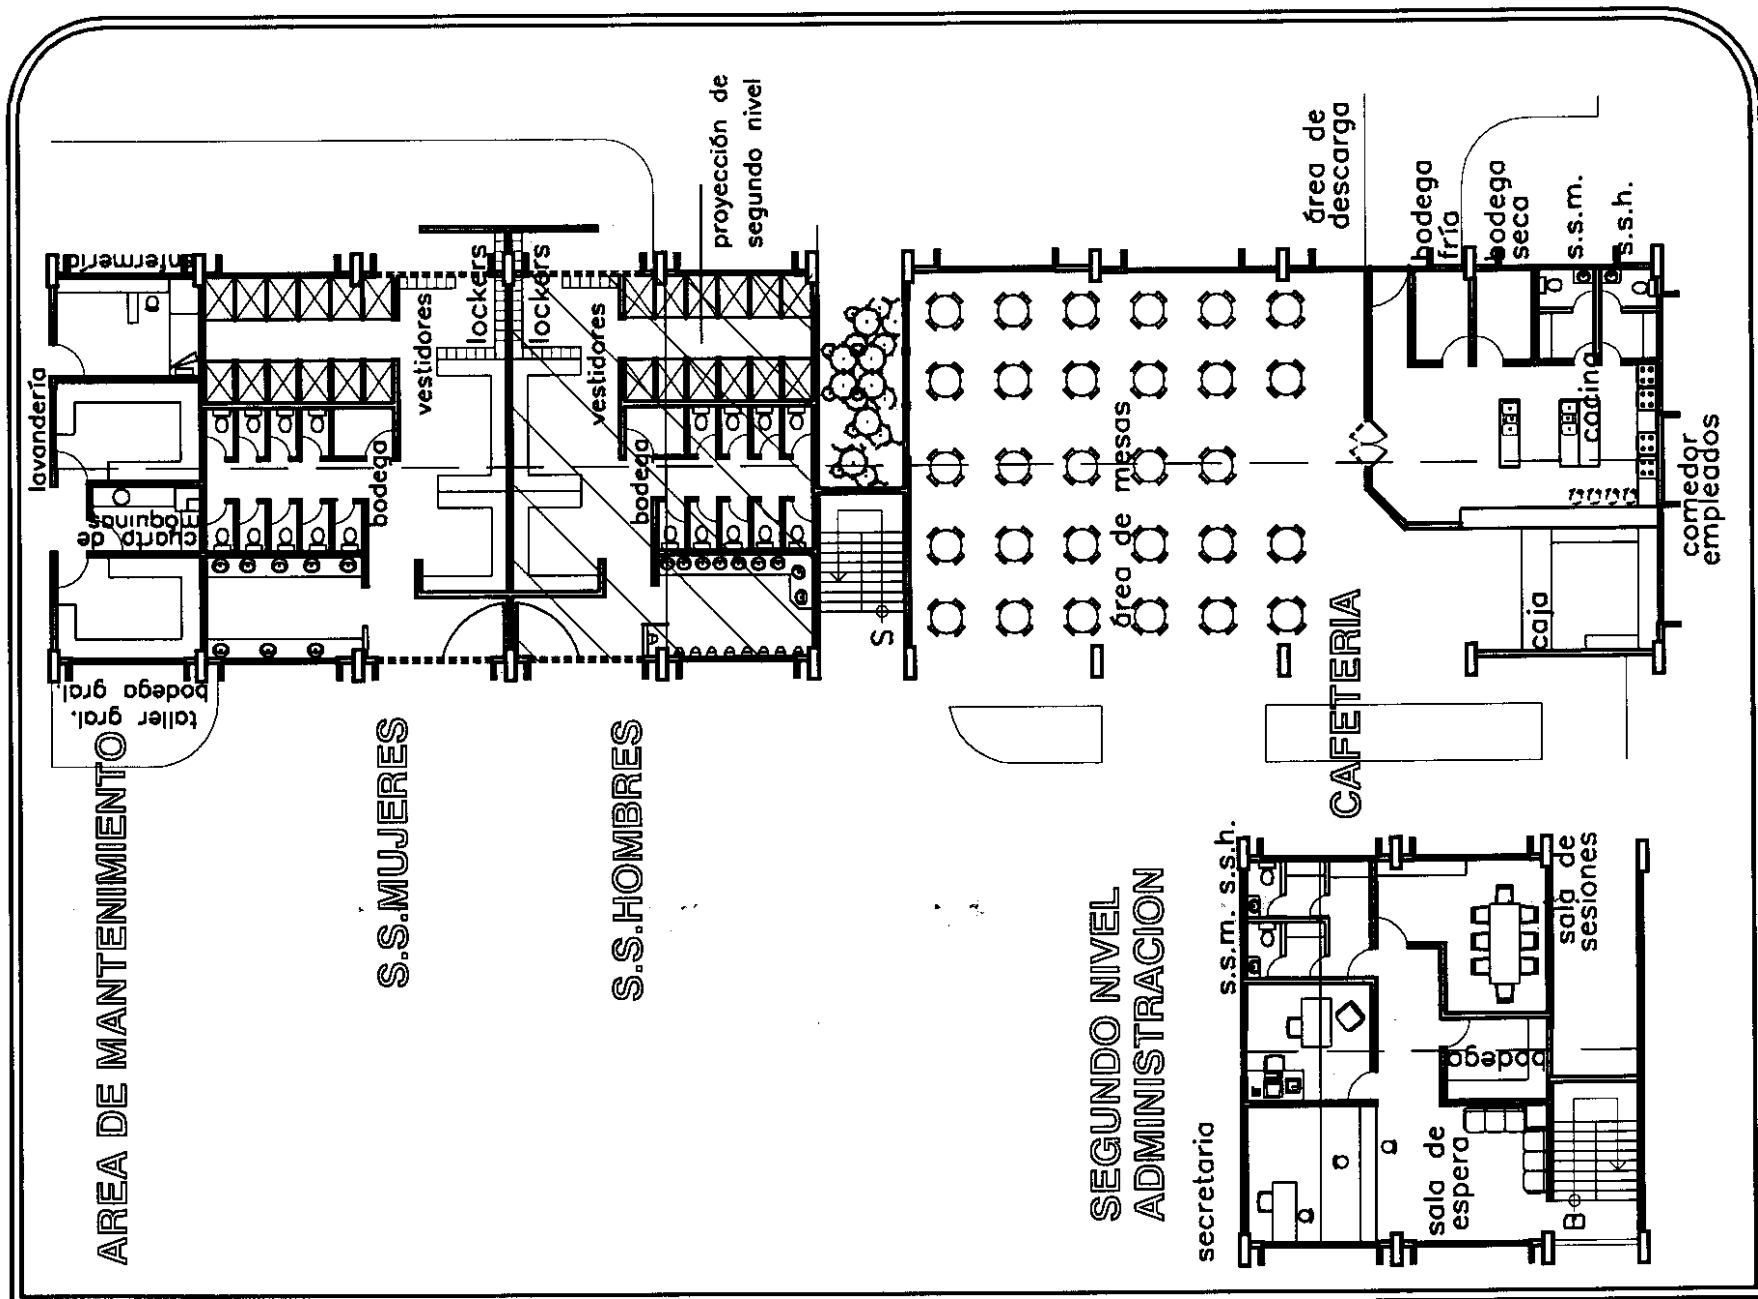 AREA DE MANTENIMIENTO
taller gral.
bodega gral.
cuarto de
máquinas
lavandería
enfermería
S.S.MUJERES
bodega
vestidores
lockers
S.S.HOMBRES
bodega
vestidores
lockers
proyección de
segundo nivel
S
CAFETERIA
área de mesas
área de
descarga
bodega
fría
bodega
seca
s.s.m.
s.s.h.
cocina
caja
comedor
empleados
SEGUNDO NIVEL
ADMINISTRACION
secretaria
s.s.m.
s.s.h.
sala de
espera
bodega
sala de
sesiones
B